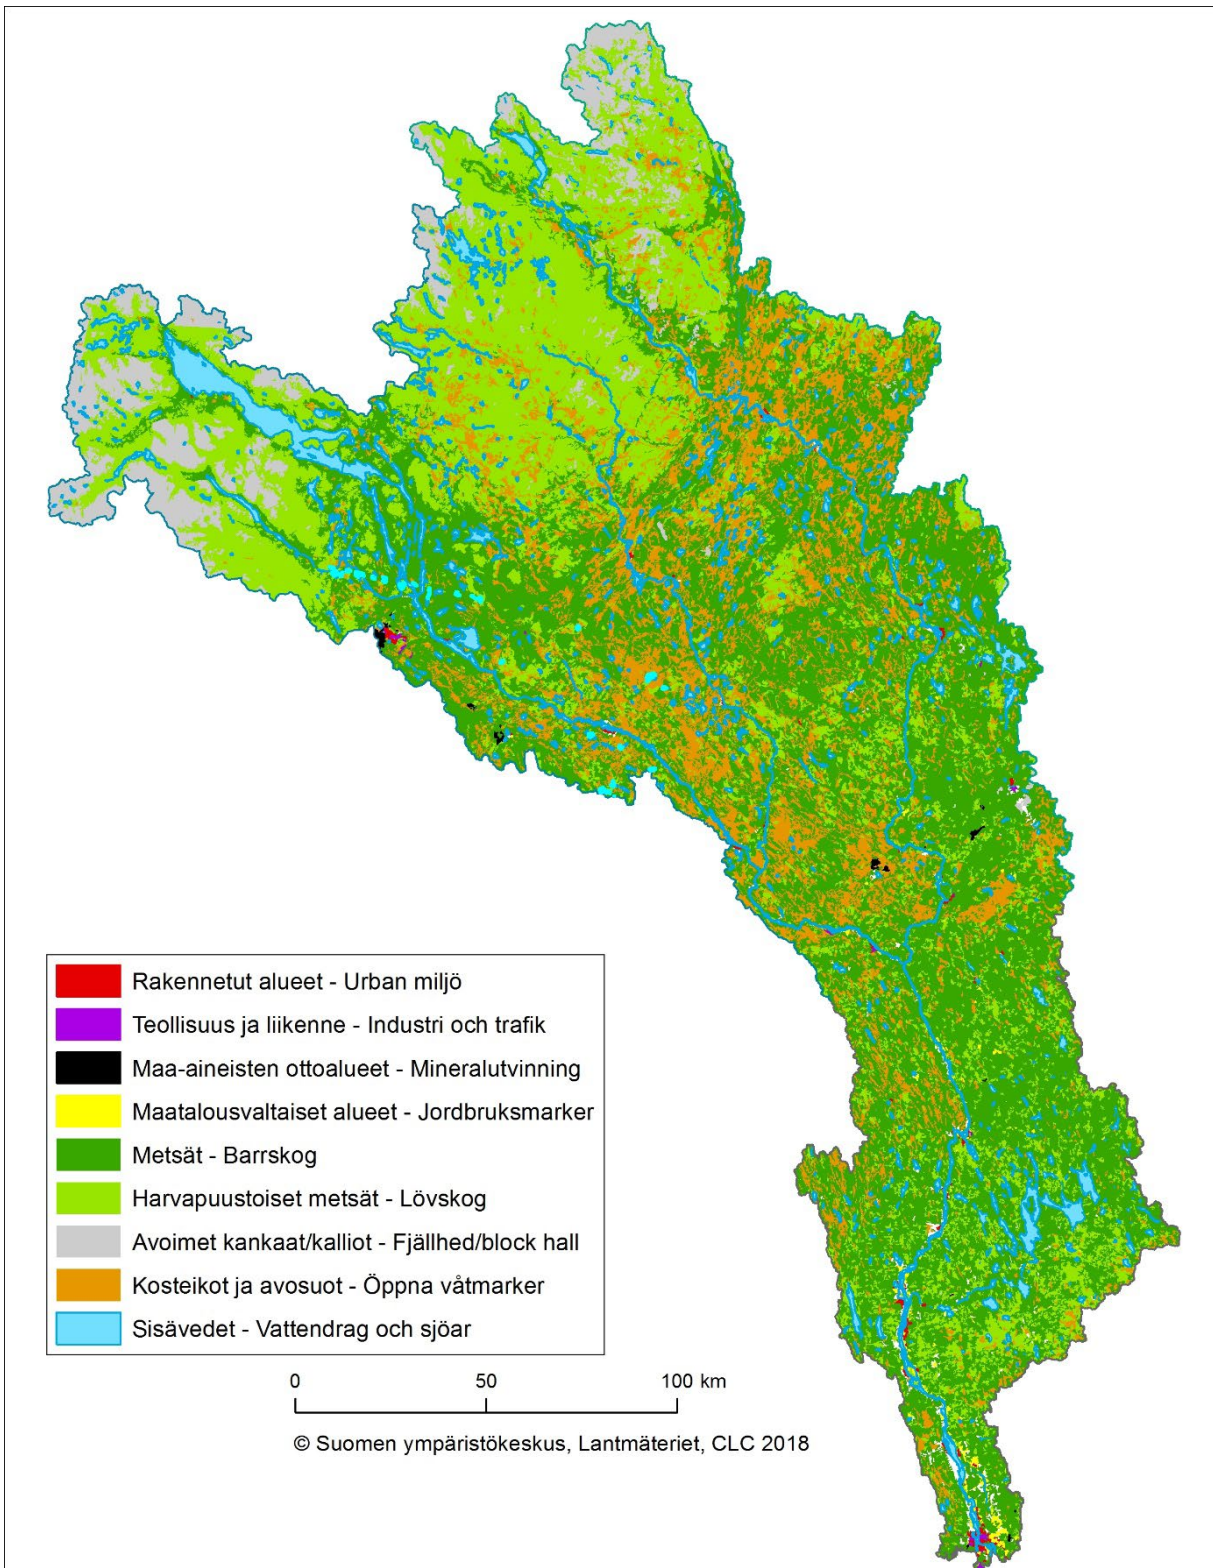 Rakennetut alueet - Urban miljö
Teollisuus ja liikenne - Industri och trafik
Maa-aineisten ottoalueet - Mineralutvinning
Maatalousvaltaiset alueet - Jordbruksmarker
Metsät - Barrskog
Harvapuustoiset metsät - Lövskog
Avoimet kankaat/kalliot - Fjällhed/block hall
Kosteikot ja avosuot - Öppna våtmarker
Sisävedet - Vattendrag och sjöar
0 50 100 km
© Suomen ympäristökeskus, Lantmäteriet, CLC 2018